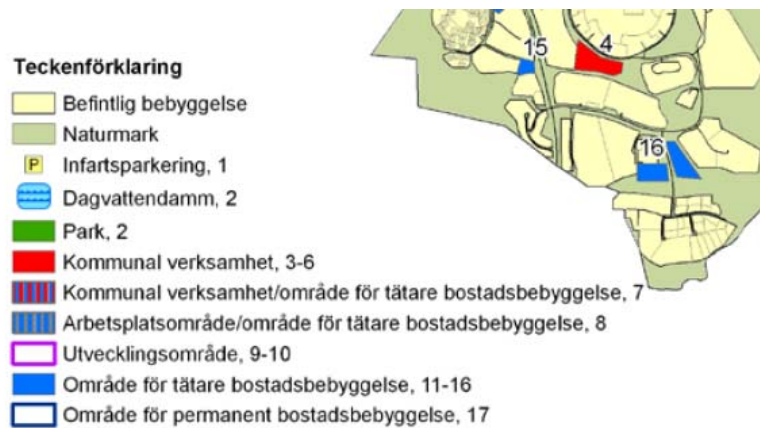 15
4
16
Teckenförklaring
Befintlig bebyggelse
Naturmark
P Infartsparkering, 1
Dagvattendamm, 2
Park, 2
Kommunal verksamhet, 3-6
Kommunal verksamhet/område för tätare bostadsbebyggelse, 7
Arbetsplatsområde/område för tätare bostadsbebyggelse, 8
Utvecklingsområde, 9-10
Område för tätare bostadsbebyggelse, 11-16
Område för permanent bostadsbebyggelse, 17